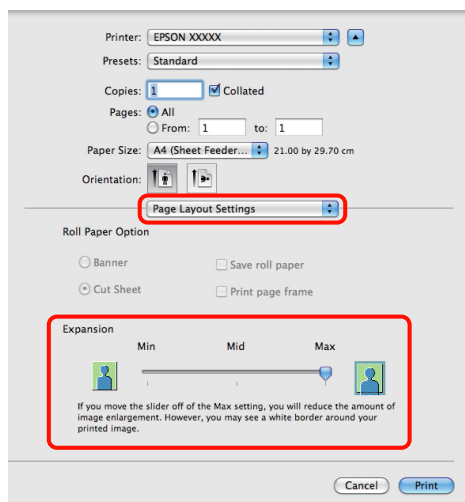 Printer: EPSON XXXXX
Presets: Standard
Copies: 1 Collated
Pages: All
From: 1 to: 1
Paper Size: A4 (Sheet Feeder... 21.00 by 29.70 cm
Orientation:
Page Layout Settings
Roll Paper Option
Banner Save roll paper
Cut Sheet Print page frame
Expansion
Min Mid Max
If you move the slider off of the Max setting, you will reduce the amount of
image enlargement. However, you may see a white border around your
printed image.
Cancel Print